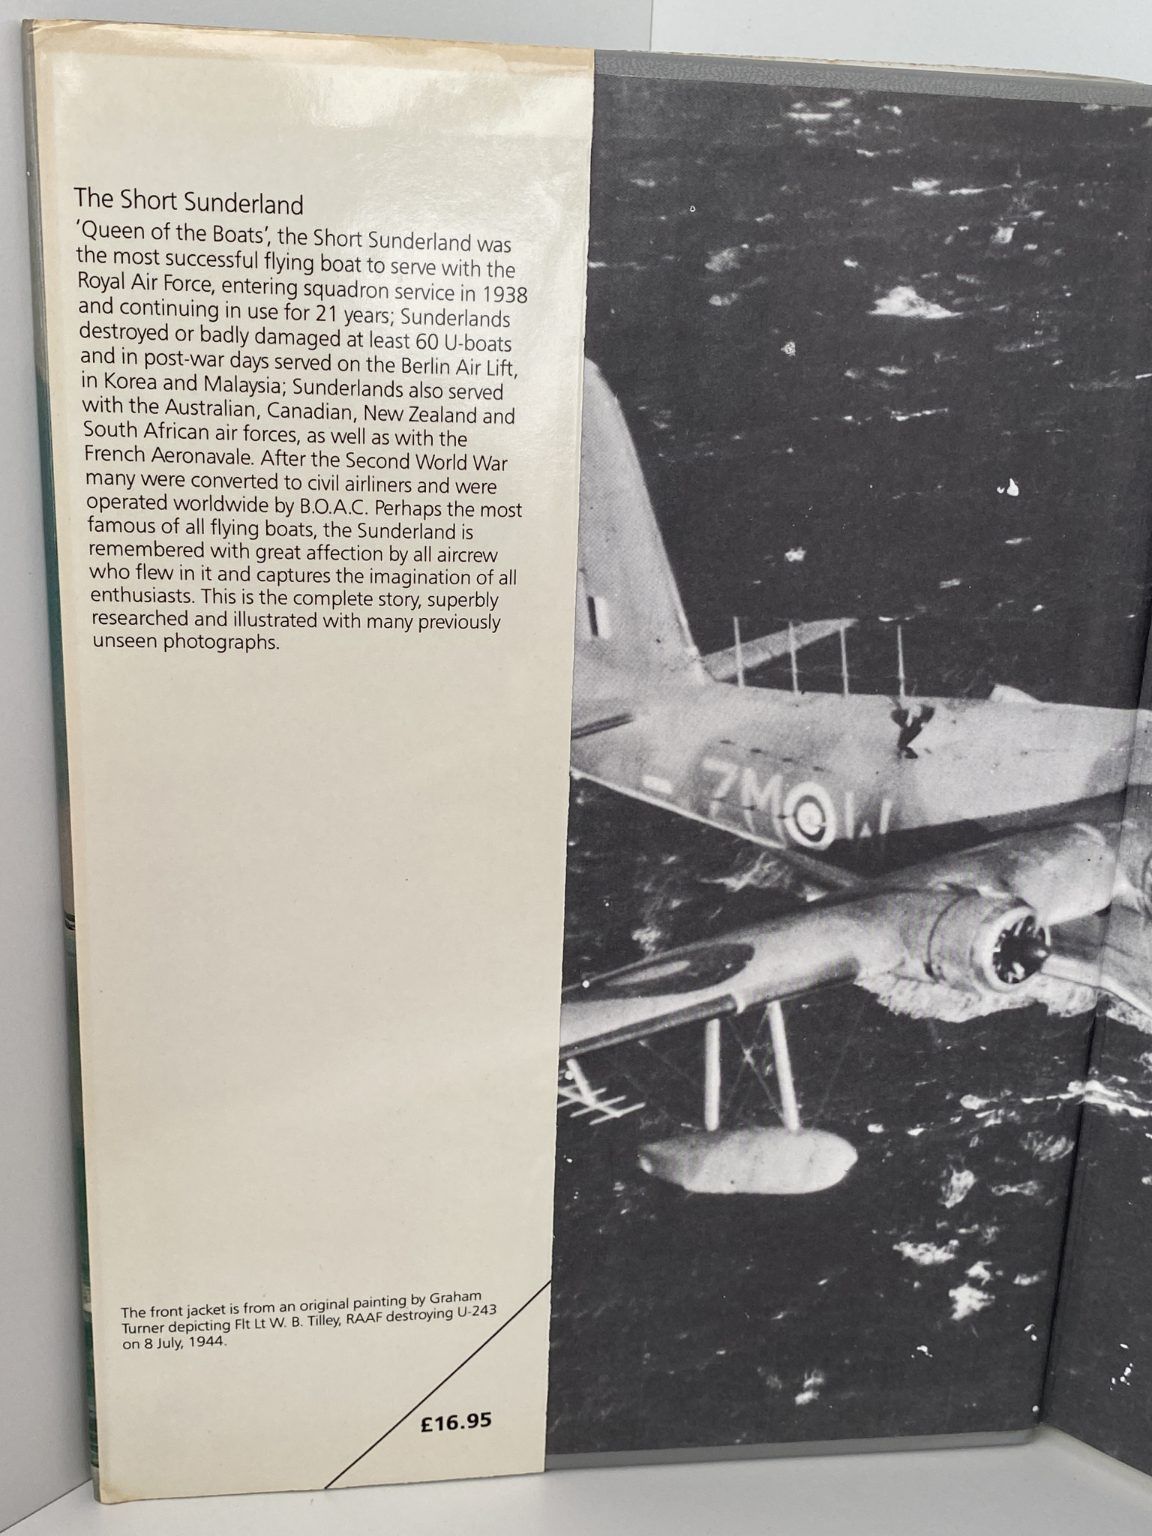 The Short Sunderland
‘Queen of the Boats’, the Short Sunderland was
the most successful flying boat to serve with the
Royal Air Force, entering squadron service in 1938
and continuing in use for 21 years; Sunderlands
destroyed or badly damaged at least 60 U-boats
and in post-war days served on the Berlin Air Lift,
in Korea and Malaysia; Sunderlands also served
with the Australian, Canadian, New Zealand and
South African air forces, as well as with the
French Aeronavale. After the Second World War
many were converted to civil airliners and were
operated worldwide by B.O.A.C. Perhaps the most
famous of all flying boats, the Sunderland is
remembered with great affection by all aircrew
who flew in it and captures the imagination of all
enthusiasts. This is the complete story, superbly
researched and illustrated with many previously
unseen photographs.
7M W
The front jacket is from an original painting by Graham
Turner depicting Flt Lt W. B. Tilley, RAAF destroying U-243
on 8 July, 1944.
£16.95